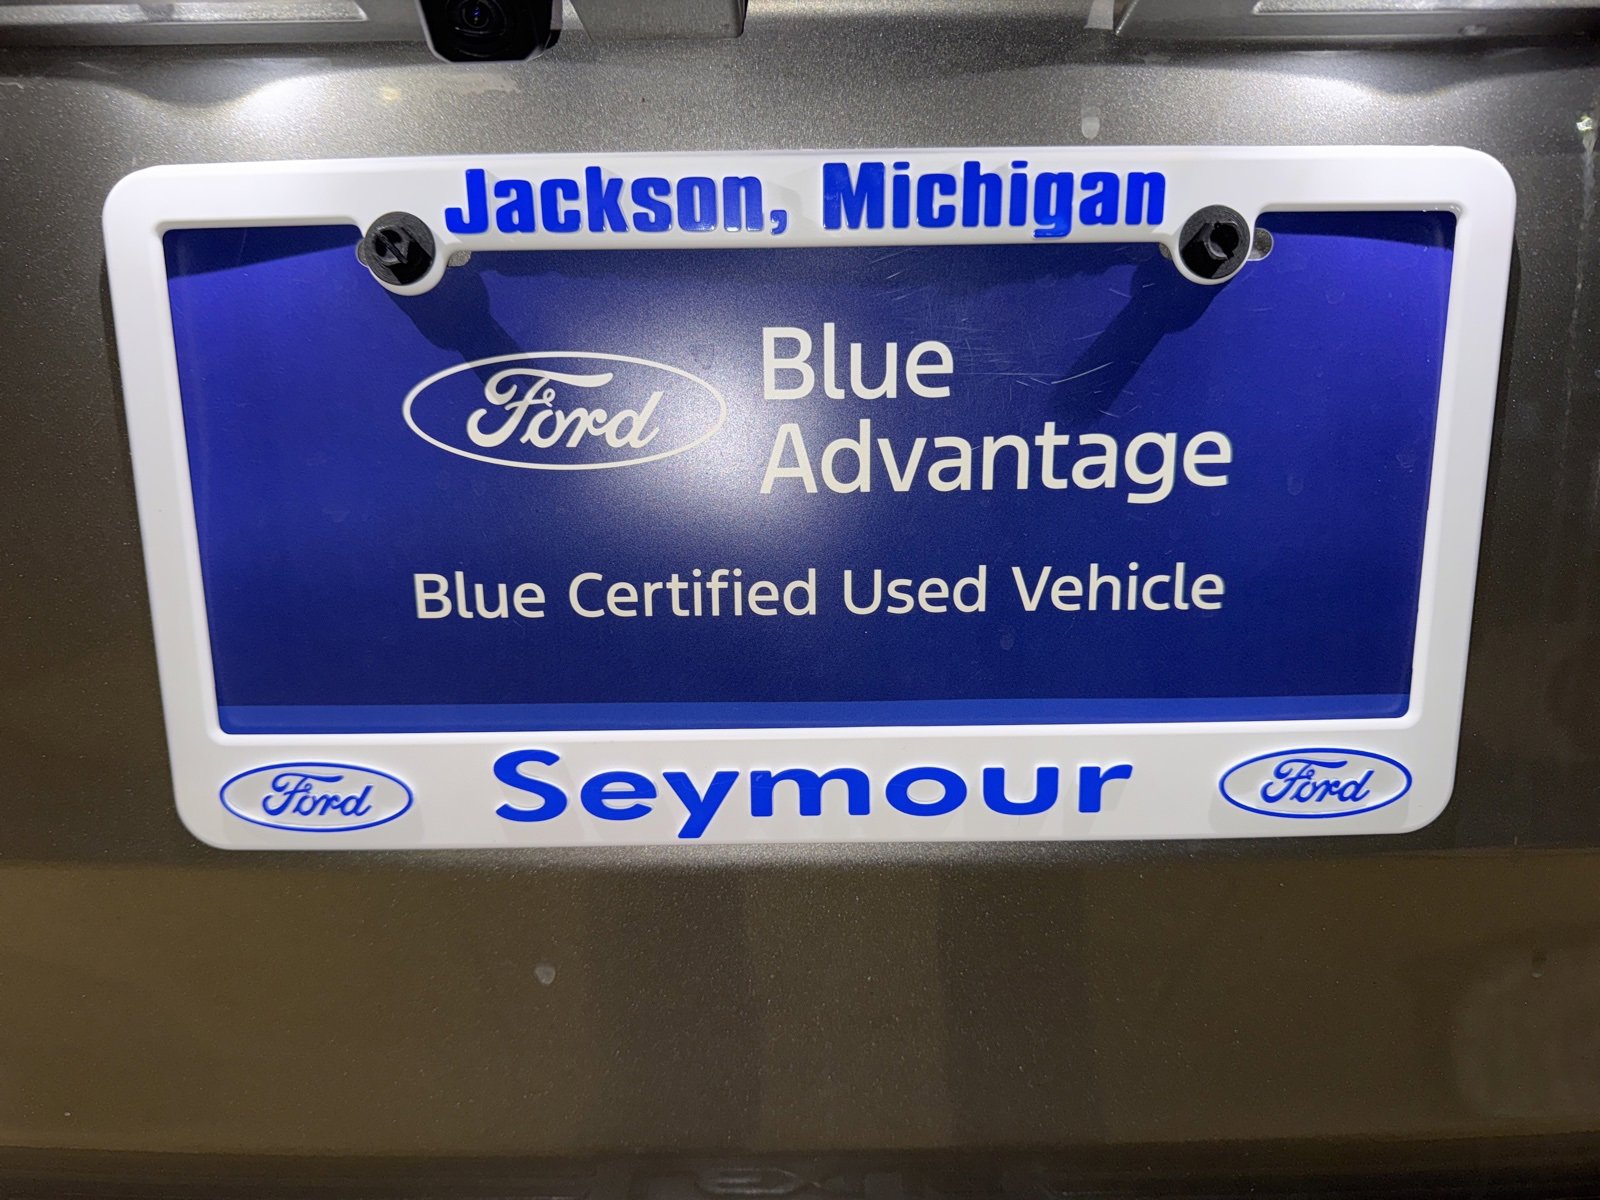 Jackson, Michigan
Ford
Blue
Advantage
Blue Certified Used Vehicle
Ford Seymour Ford